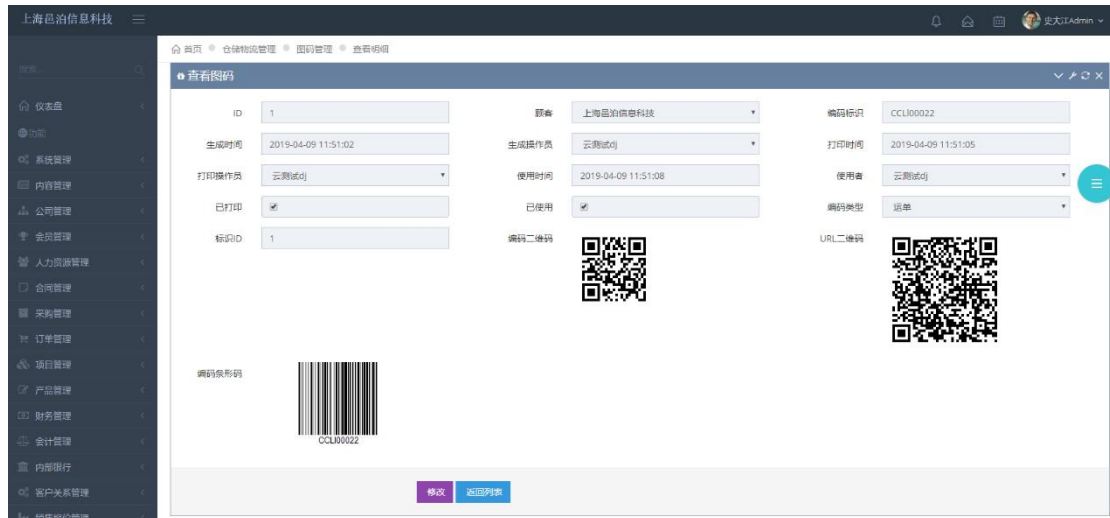 上海邑泊信息科技
史大江Admin
首页 仓储物流管理 图码管理 查看明细
搜索...
查看图码
仪表盘
功能
系统管理
内容管理
公司管理
会员管理
人力资源管理
合同管理
采购管理
订单管理
项目管理
产品管理
财务管理
会计管理
内部银行
客户关系管理
销售报价管理
ID 1 顾客 上海邑泊信息科技 编码标识 CCLI00022
生成时间 2019-04-09 11:51:02 生成操作员 云测试dj 打印时间 2019-04-09 11:51:05
打印操作员 云测试dj 使用时间 2019-04-09 11:51:08 使用者 云测试dj
已打印 已使用 编码类型 运单
标识ID 1 编码二维码 URL二维码
编码条形码
CCLI00022
修改 返回列表